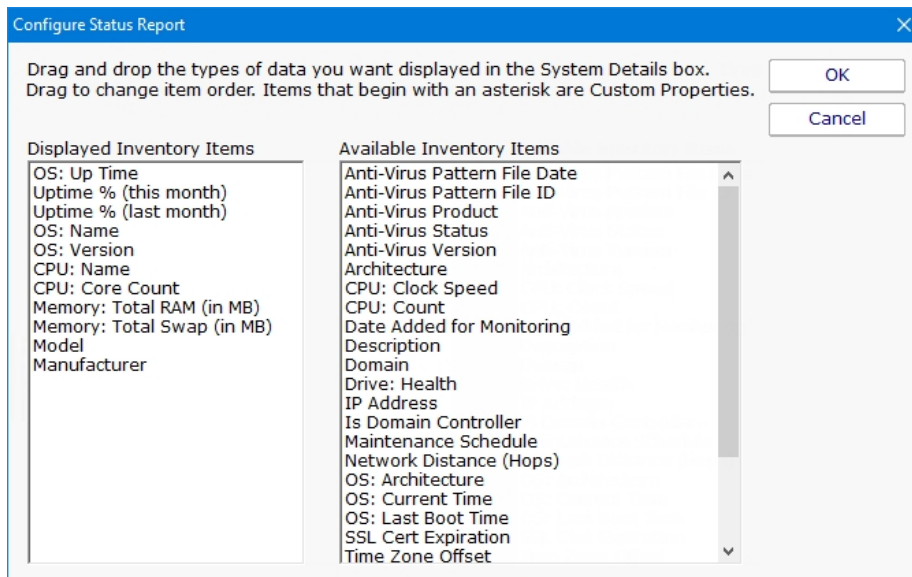 Configure Status Report
Drag and drop the types of data you want displayed in the System Details box.
Drag to change item order. Items that begin with an asterisk are Custom Properties.
OK
Cancel
Displayed Inventory Items
OS: Up Time
Uptime % (this month)
Uptime % (last month)
OS: Name
OS: Version
CPU: Name
CPU: Core Count
Memory: Total RAM (in MB)
Memory: Total Swap (in MB)
Model
Manufacturer
Available Inventory Items
Anti-Virus Pattern File Date
Anti-Virus Pattern File ID
Anti-Virus Product
Anti-Virus Status
Anti-Virus Version
Architecture
CPU: Clock Speed
CPU: Count
Date Added for Monitoring
Description
Domain
Drive: Health
IP Address
Is Domain Controller
Maintenance Schedule
Network Distance (Hops)
OS: Architecture
OS: Current Time
OS: Last Boot Time
SSL Cert Expiration
Time Zone Offset